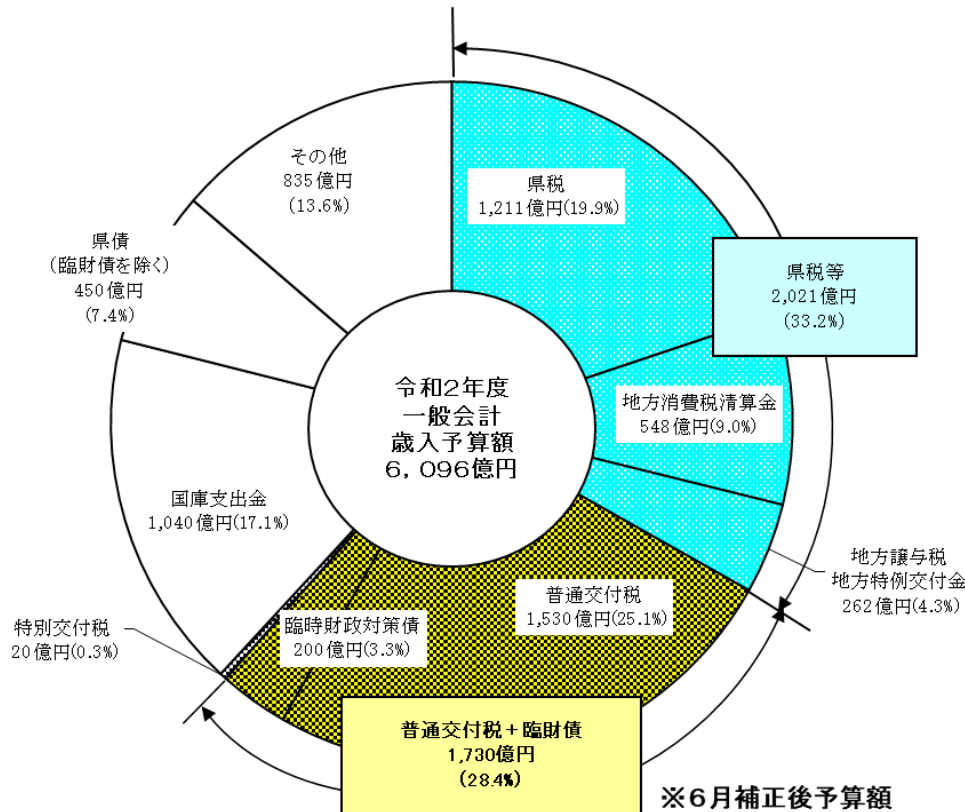 その他
835億円
(13.6%)
県税
1,211億円(19.9%)
県債
(臨財債を除く)
450億円
(7.4%)
県税等
2,021億円
(33.2%)
令和2年度
一般会計
歳入予算額
6,096億円
地方消費税清算金
548億円(9.0%)
国庫支出金
1,040億円(17.1%)
地方譲与税
地方特例交付金
262億円(4.3%)
普通交付税
1,530億円(25.1%)
特別交付税
20億円(0.3%)
臨時財政対策債
200億円(3.3%)
普通交付税+臨財債
1,730億円
(28.4%)
※6月補正後予算額